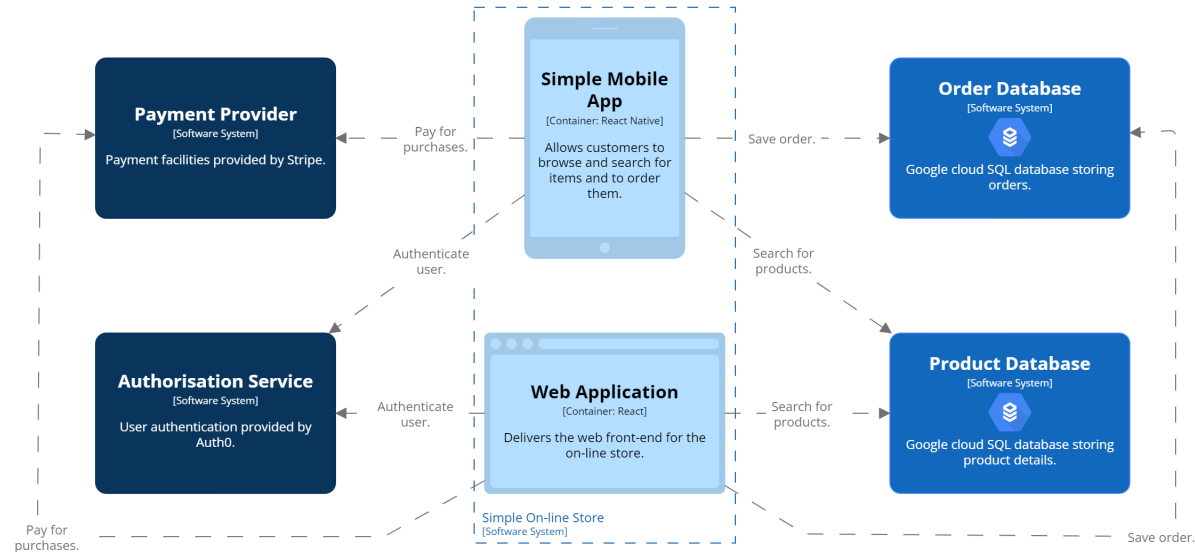 Simple Mobile
App
[Container: React Native]
Allows customers to
browse and search for
items and to order
them.
Payment Provider
[Software System]
Payment facilities provided by Stripe.
Pay for
purchases.
Save order.
Order Database
[Software System]
Google cloud SQL database storing
orders.
Authenticate
user.
Search for
products.
Authorisation Service
[Software System]
User authentication provided by
Auth0.
Authenticate
user.
Web Application
[Container: React]
Delivers the web front-end for the
on-line store.
Search for
products.
Product Database
[Software System]
Google cloud SQL database storing
product details.
Simple On-line Store
[Software System]
Pay for
purchases.
Save order.